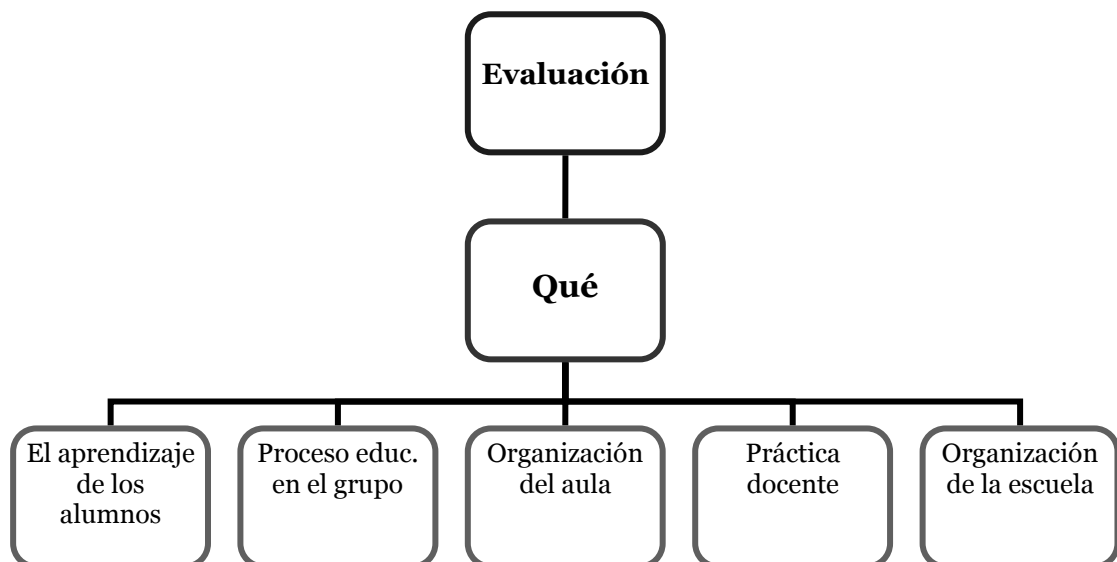 Evaluación
Qué
El aprendizaje
de los
alumnos
Proceso educ.
en el grupo
Organización
del aula
Práctica
docente
Organización
de la escuela